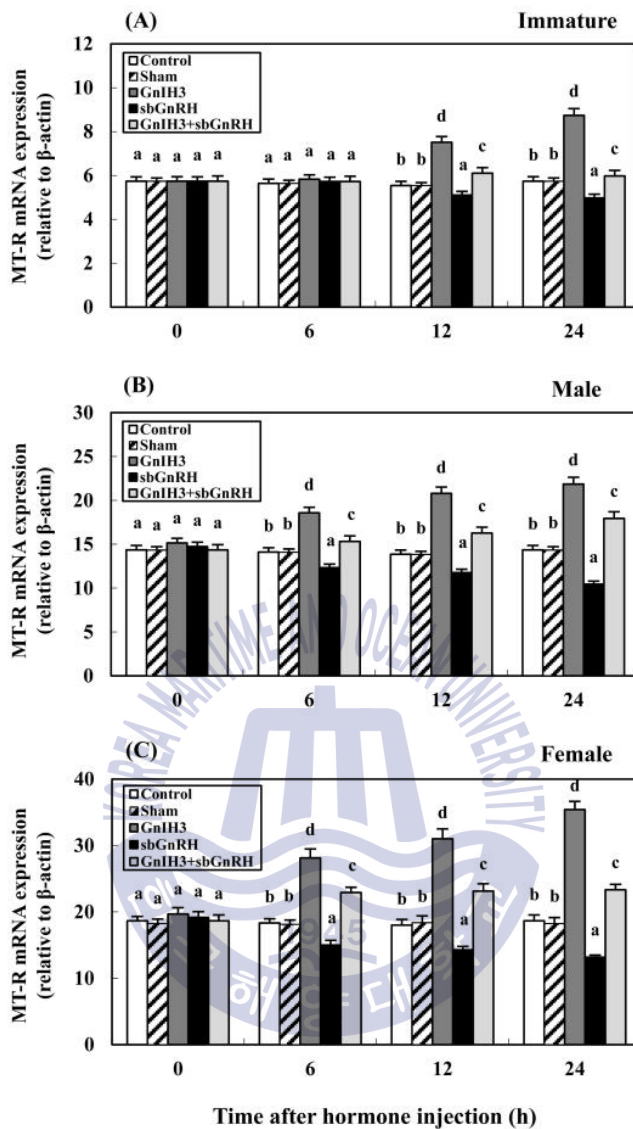 (A) Immature
MT-R mRNA expression
(relative to β-actin)
12
10
8
6
4
2
0
Control
Sham
GnIH3
sbGnRH
GnIH3+sbGnRH
a a a a a
a a a a a
b b d a c
b b d a c
0 6 12 24
(B) Male
MT-R mRNA expression
(relative to β-actin)
30
25
20
15
10
5
0
Control
Sham
GnIH3
sbGnRH
GnIH3+sbGnRH
a a a a a
b b d a c
b b d a c
b b d a c
0 6 12 24
(C) Female
MT-R mRNA expression
(relative to β-actin)
40
30
20
10
0
Control
Sham
GnIH3
sbGnRH
GnIH3+sbGnRH
a a a a a
b b d a c
b b d a c
b b d a c
0 6 12 24
Time after hormone injection (h)
KOREA MARITIME AND OCEAN UNIVERSITY
1945